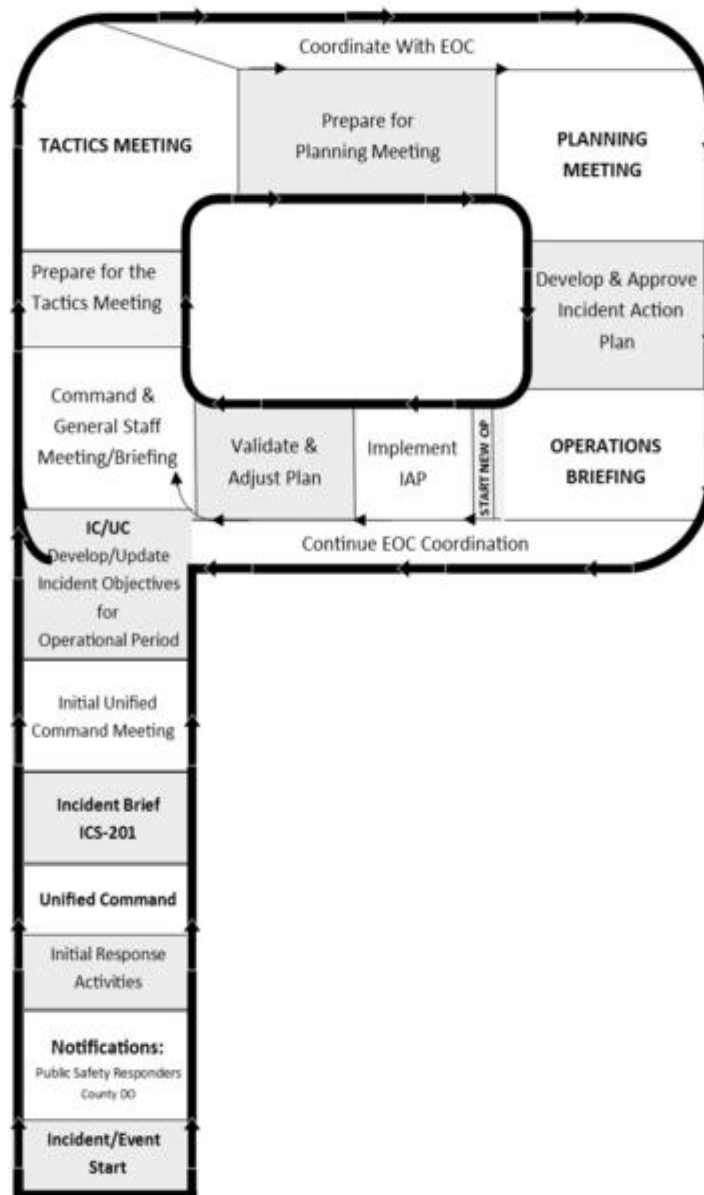 Coordinate With EOC
TACTICS MEETING
Prepare for
Planning Meeting
PLANNING
MEETING
Prepare for the
Tactics Meeting
Develop & Approve
Incident Action
Plan
Command &
General Staff
Meeting/Briefing
Validate &
Adjust Plan
Implement
IAP
START NEW OP
OPERATIONS
BRIEFING
Continue EOC Coordination
IC/UC
Develop/Update
Incident Objectives
for
Operational Period
Initial Unified
Command Meeting
Incident Brief
ICS-201
Unified Command
Initial Response
Activities
Notifications:
Public Safety Responders
County DO
Incident/Event
Start